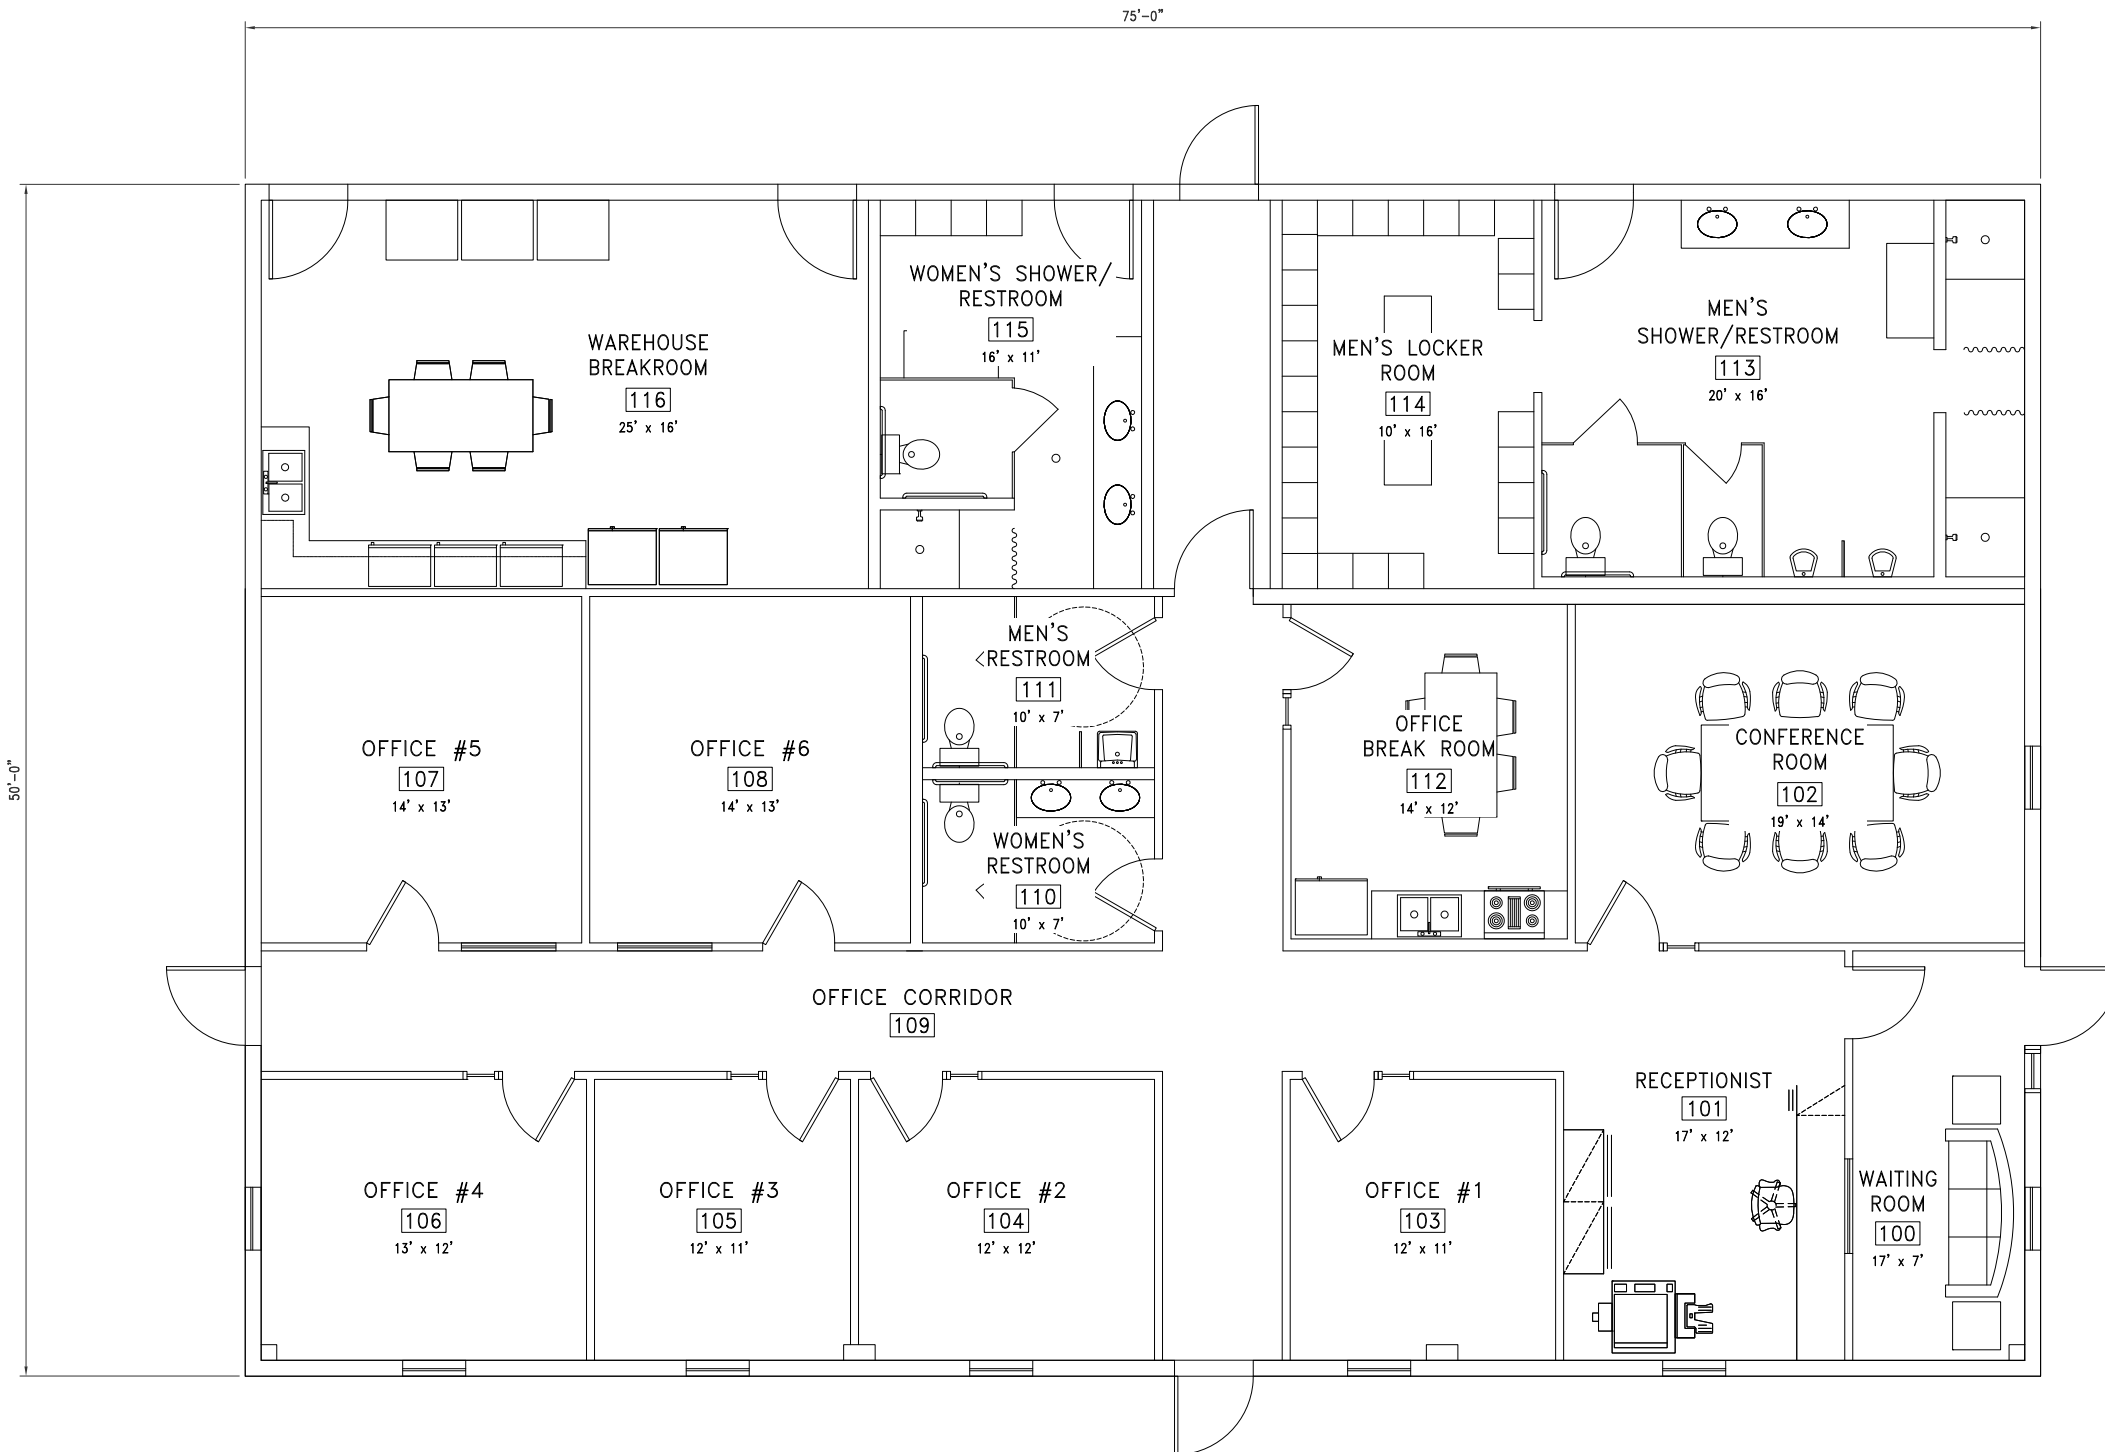 75'-0"
50'-0"
WAREHOUSE
BREAKROOM
116
25' x 16'
WOMEN'S SHOWER/
RESTROOM
115
16' x 11'
MEN'S LOCKER
ROOM
114
10' x 16'
MEN'S
SHOWER/RESTROOM
113
20' x 16'
OFFICE #5
107
14' x 13'
OFFICE #6
108
14' x 13'
MEN'S
RESTROOM
111
10' x 7'
WOMEN'S
RESTROOM
110
10' x 7'
OFFICE
BREAK ROOM
112
14' x 12'
CONFERENCE
ROOM
102
19' x 14'
OFFICE CORRIDOR
109
OFFICE #4
106
13' x 12'
OFFICE #3
105
12' x 11'
OFFICE #2
104
12' x 12'
OFFICE #1
103
12' x 11'
RECEPTIONIST
101
17' x 12'
WAITING
ROOM
100
17' x 7'